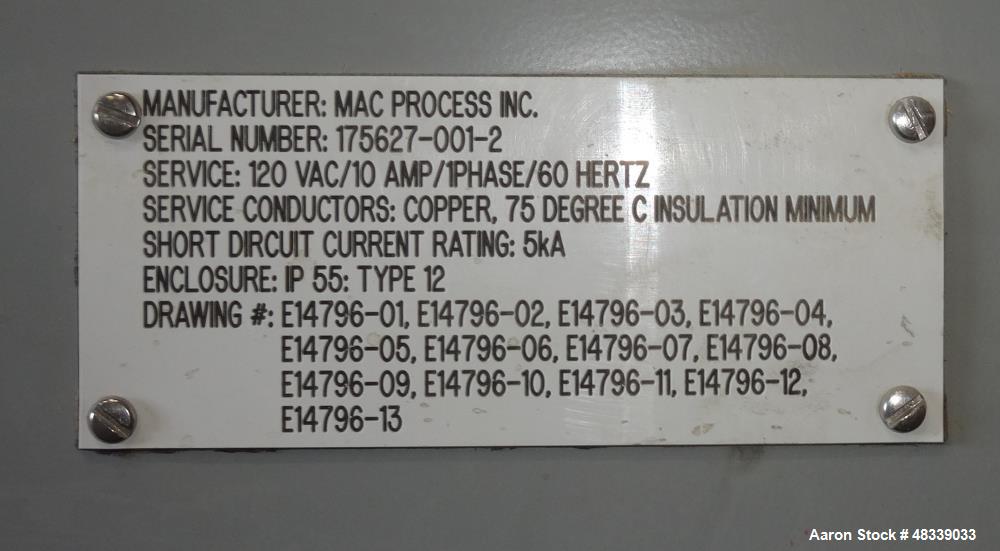 MANUFACTURER: MAC PROCESS INC.
SERIAL NUMBER: 175627-001-2
SERVICE: 120 VAC/10 AMP/1PHASE/60 HERTZ
SERVICE CONDUCTORS: COPPER, 75 DEGREE C INSULATION MINIMUM
SHORT DIRCUIT CURRENT RATING: 5kA
ENCLOSURE: IP 55: TYPE 12
DRAWING #: E14796-01, E14796-02, E14796-03, E14796-04,
E14796-05, E14796-06, E14796-07, E14796-08,
E14796-09, E14796-10, E14796-11, E14796-12,
E14796-13
Aaron Stock # 48339033